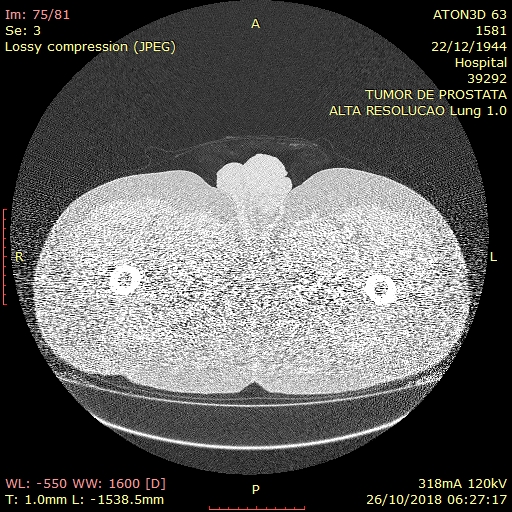 Im: 75/81
Se: 3
Lossy compression (JPEG)
A
ATON3D 63
1581
22/12/1944
Hospital
39292
TUMOR DE PROSTATA
ALTA RESOLUCAO Lung 1.0
R
L
WL: -550 WW: 1600 [D]
T: 1.0mm L: -1538.5mm
P
318mA 120kV
26/10/2018 06:27:17